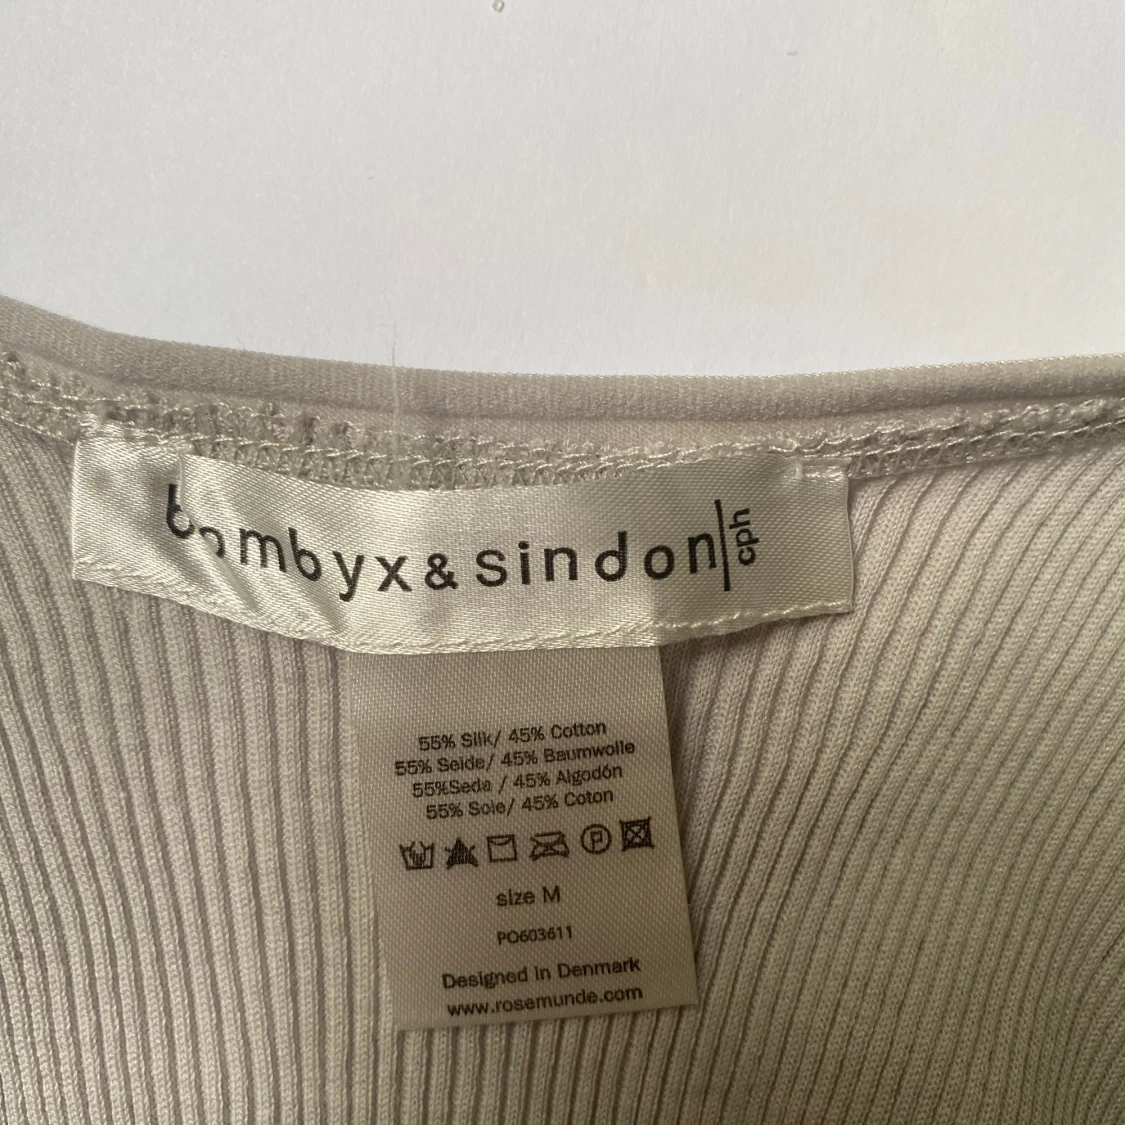 bombyx & sindon|cph
55% Silk/ 45% Cotton
55% Seide/ 45% Baumwolle
55%Seda / 45% Algodón
55% Soie/ 45% Coton
P
size M
PO603611
Designed in Denmark
www.rosemunde.com